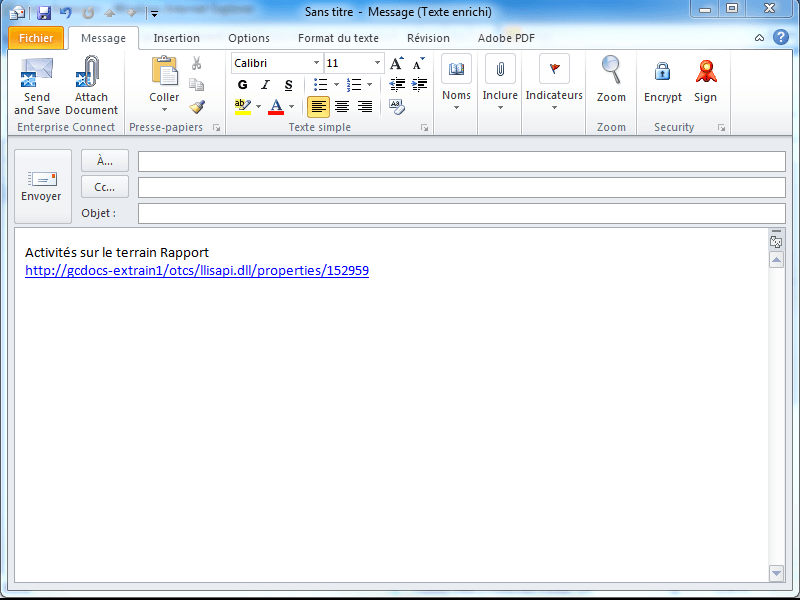 Sans titre - Message (Texte enrichi)
Fichier Message Insertion Options Format du texte Révision Adobe PDF
Calibri 11
Send and Save
Attach Document
Coller
G I S
Noms
Inclure
Indicateurs
Zoom
Encrypt
Sign
Enterprise Connect Presse-papiers Texte simple Zoom Security
Envoyer
À...
Cc...
Objet :
Activités sur le terrain Rapport
http://gcdocs-extrain1/otcs/llisapi.dll/properties/152959